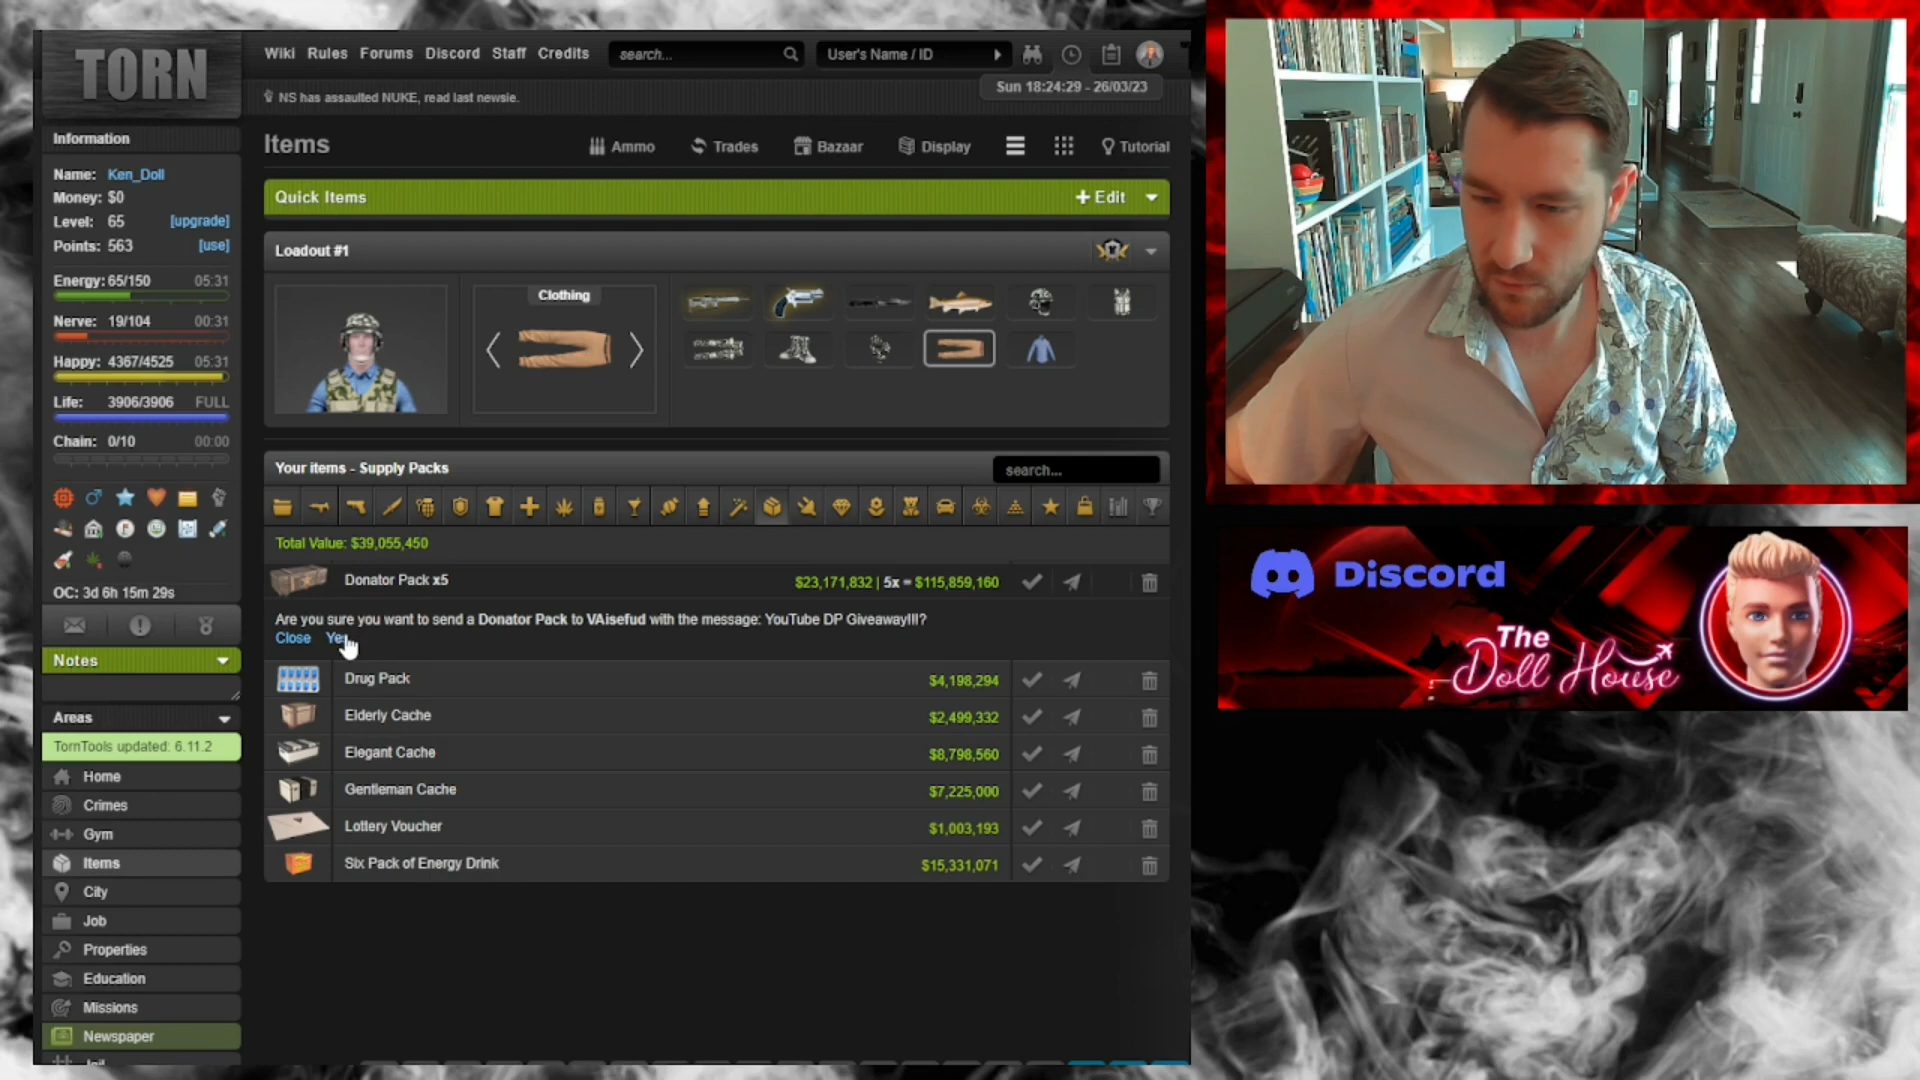 TORN
Wiki Rules Forums Discord Staff Credits
search...
User's Name / ID
NS has assaulted NUKE, read last newsie.
Sun 18:24:29 - 26/03/23
Information
Name: Ken_Doll
Money: $0
Level: 65 [upgrade]
Points: 563 [use]
Energy: 65/150 05:31
Nerve: 19/104 00:31
Happy: 4367/4525 05:31
Life: 3906/3906 FULL
Chain: 0/10 00:00
OC: 3d 6h 15m 29s
Notes
Areas
TornTools updated: 6.11.2
Home
Crimes
Gym
Items
City
Job
Properties
Education
Missions
Newspaper
Items
Ammo
Trades
Bazaar
Display
Tutorial
Quick Items
+ Edit
Loadout #1
Clothing
Your items - Supply Packs
search...
Total Value: $39,055,450
Donator Pack x5 $23,171,832 | 5x = $115,859,160
Are you sure you want to send a Donator Pack to VAisefud with the message: YouTube DP Giveaway!!!?
Close Yes
Drug Pack $4,198,294
Elderly Cache $2,499,332
Elegant Cache $8,798,560
Gentleman Cache $7,225,000
Lottery Voucher $1,003,193
Six Pack of Energy Drink $15,331,071
Discord
The
Doll House